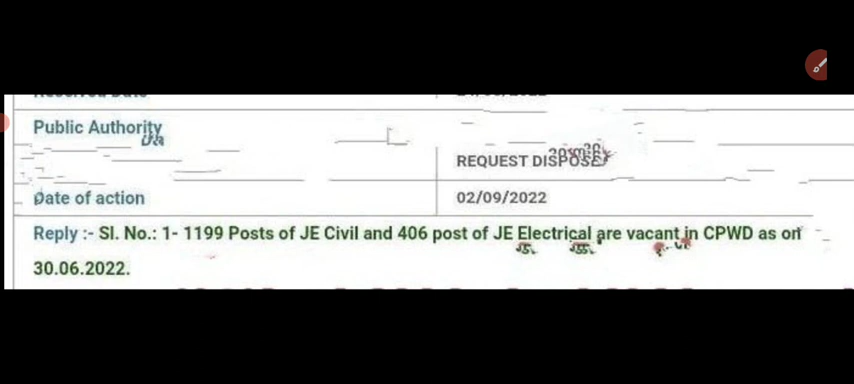 Public Authority
REQUEST DISPOSE
Date of action 02/09/2022
Reply :- Sl. No.: 1- 1199 Posts of JE Civil and 406 post of JE Electrical are vacant in CPWD as on
30.06.2022.